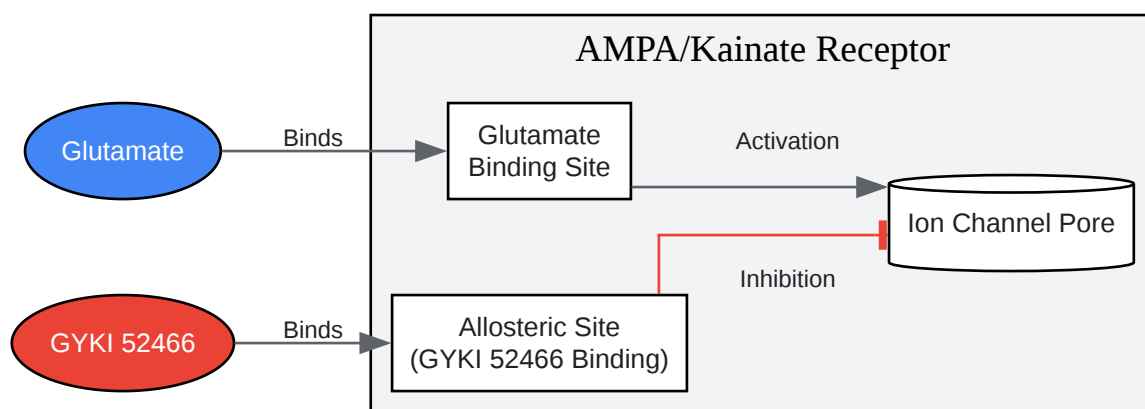 AMPA/Kainate Receptor
Glutamate
Binds
Glutamate
Binding Site
Activation
Ion Channel Pore
Inhibition
GYKI 52466
Binds
Allosteric Site
(GYKI 52466 Binding)